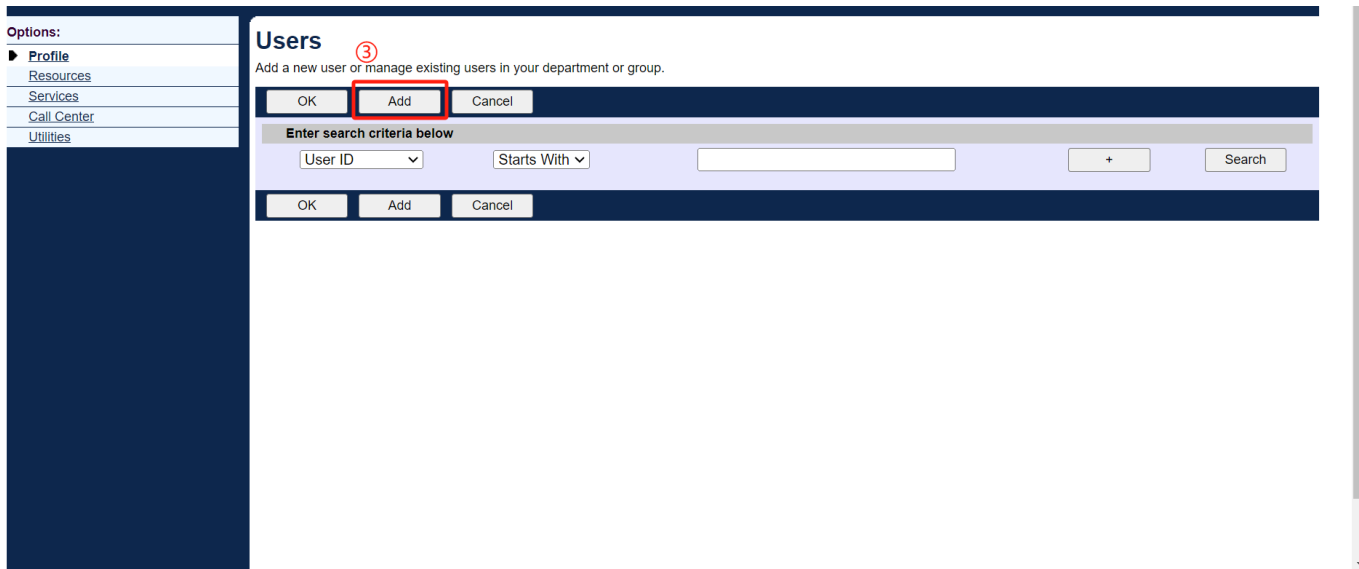 Options:
Profile
Resources
Services
Call Center
Utilities
Users
③
Add a new user or manage existing users in your department or group.
OK Add Cancel
Enter search criteria below
User ID Starts With + Search
OK Add Cancel